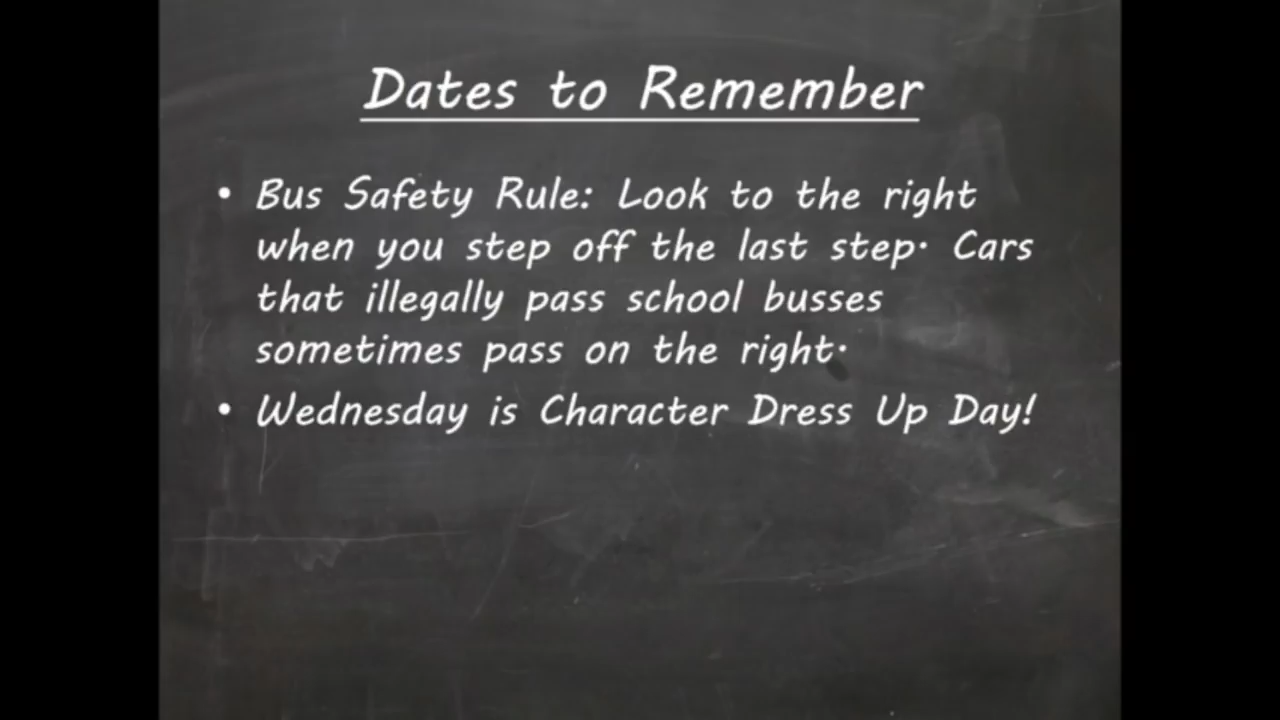 Dates to Remember
• Bus Safety Rule: Look to the right
when you step off the last step. Cars
that illegally pass school busses
sometimes pass on the right.
• Wednesday is Character Dress Up Day!